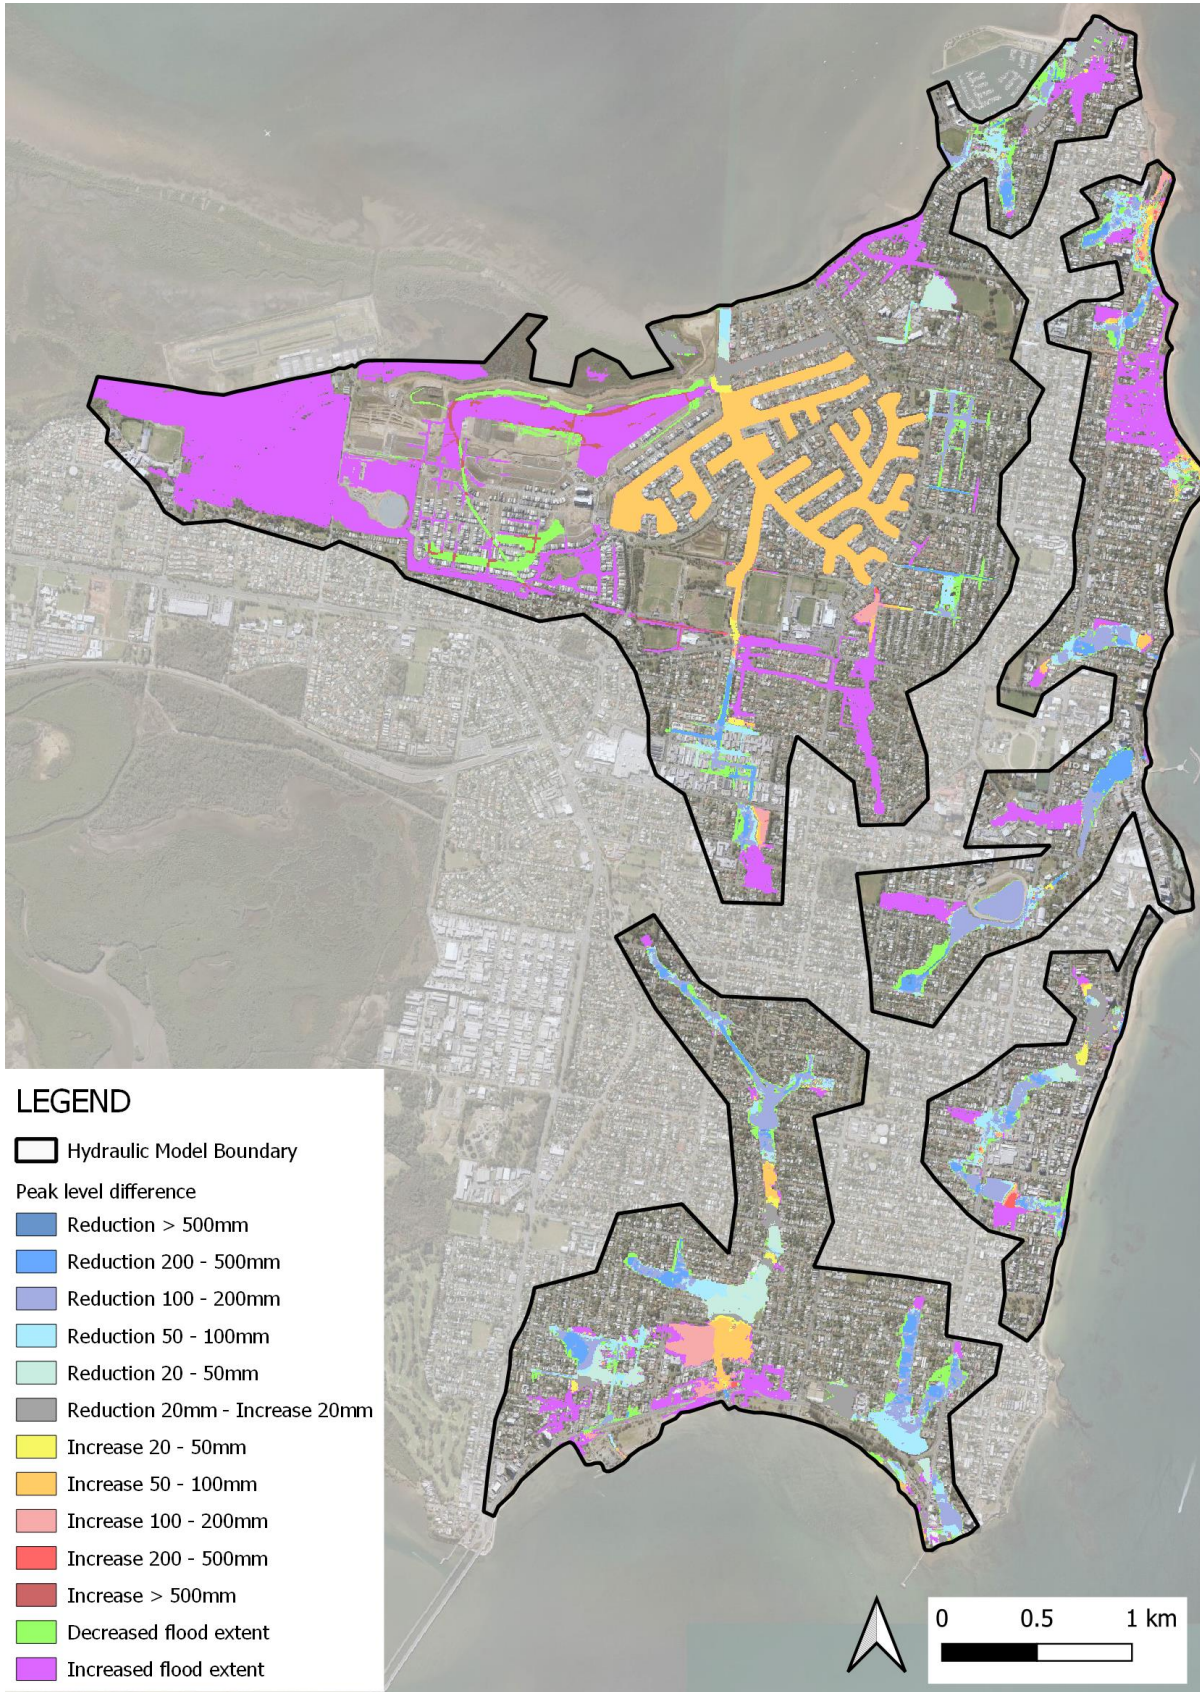 LEGEND
Hydraulic Model Boundary
Peak level difference
Reduction > 500mm
Reduction 200 - 500mm
Reduction 100 - 200mm
Reduction 50 - 100mm
Reduction 20 - 50mm
Reduction 20mm - Increase 20mm
Increase 20 - 50mm
Increase 50 - 100mm
Increase 100 - 200mm
Increase 200 - 500mm
Increase > 500mm
Decreased flood extent
Increased flood extent
0 0.5 1 km